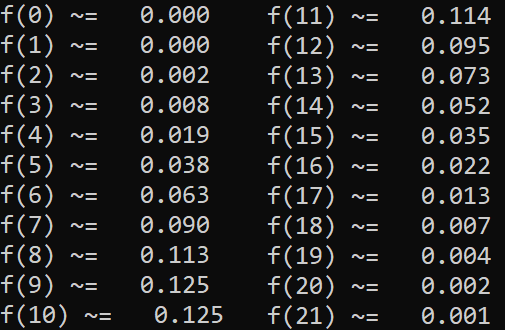 f(0) ~=   0.000   f(11) ~=   0.114
f(1) ~=   0.000   f(12) ~=   0.095
f(2) ~=   0.002   f(13) ~=   0.073
f(3) ~=   0.008   f(14) ~=   0.052
f(4) ~=   0.019   f(15) ~=   0.035
f(5) ~=   0.038   f(16) ~=   0.022
f(6) ~=   0.063   f(17) ~=   0.013
f(7) ~=   0.090   f(18) ~=   0.007
f(8) ~=   0.113   f(19) ~=   0.004
f(9) ~=   0.125   f(20) ~=   0.002
f(10) ~=   0.125   f(21) ~=   0.001